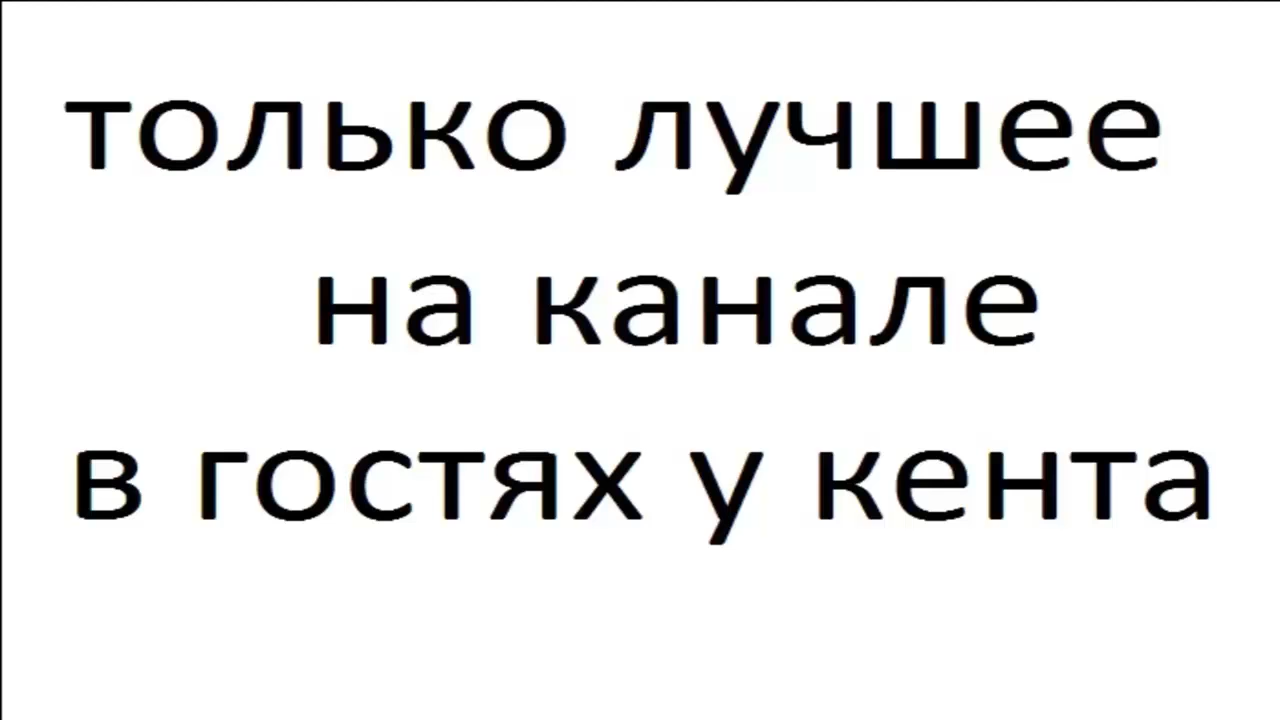 только лучшее
на канале
в гостях у кента